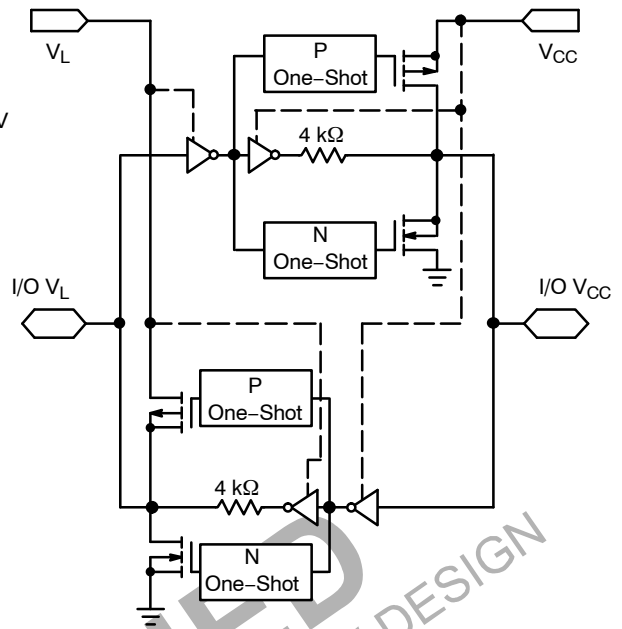 V_L
V_CC
P
One–Shot
V
4 kΩ
N
One–Shot
I/O V_L
I/O V_CC
P
One–Shot
4 kΩ
N
One–Shot
DESIGN